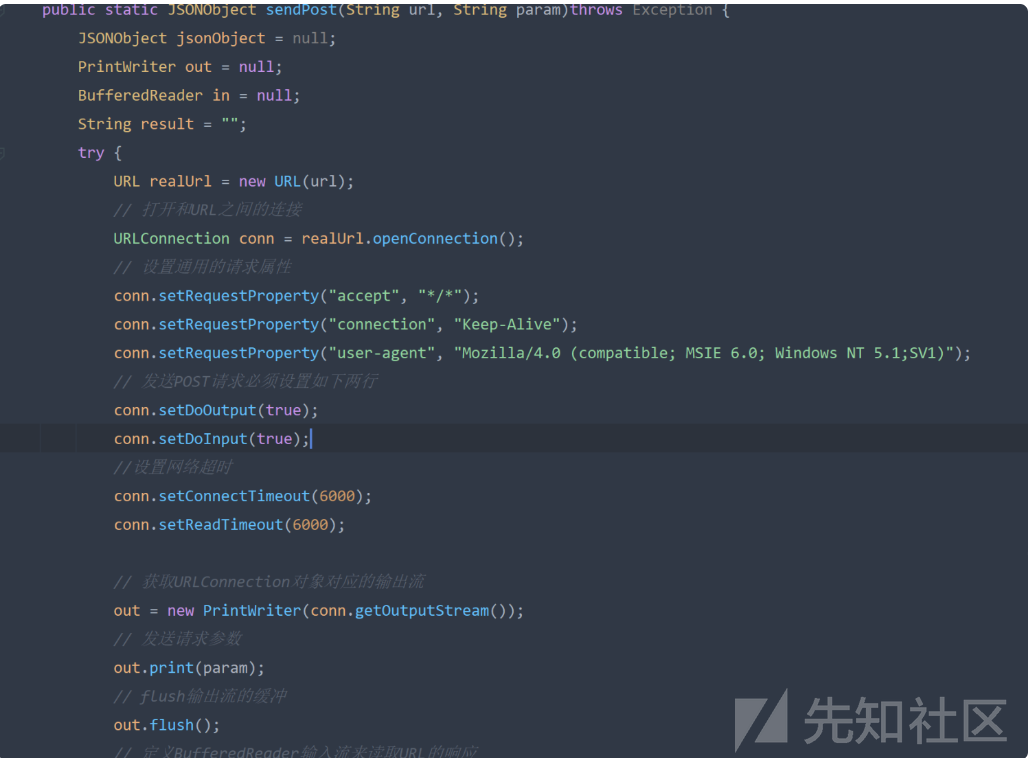 public static JSONObject sendPost(String url, String param)throws Exception {
JSONObject jsonObject = null;
PrintWriter out = null;
BufferedReader in = null;
String result = "";
try {
URL realUrl = new URL(url);
// 打开和URL之间的连接
URLConnection conn = realUrl.openConnection();
// 设置通用的请求属性
conn.setRequestProperty("accept", "*/*");
conn.setRequestProperty("connection", "Keep-Alive");
conn.setRequestProperty("user-agent", "Mozilla/4.0 (compatible; MSIE 6.0; Windows NT 5.1;SV1)");
// 发送POST请求必须设置如下两行
conn.setDoOutput(true);
conn.setDoInput(true);
//设置网络超时
conn.setConnectTimeout(6000);
conn.setReadTimeout(6000);
// 获取URLConnection对象对应的输出流
out = new PrintWriter(conn.getOutputStream());
// 发送请求参数
out.print(param);
// flush输出流的缓冲
out.flush();
// 定义BufferedReader输入流来读取URL的响应
先知社区